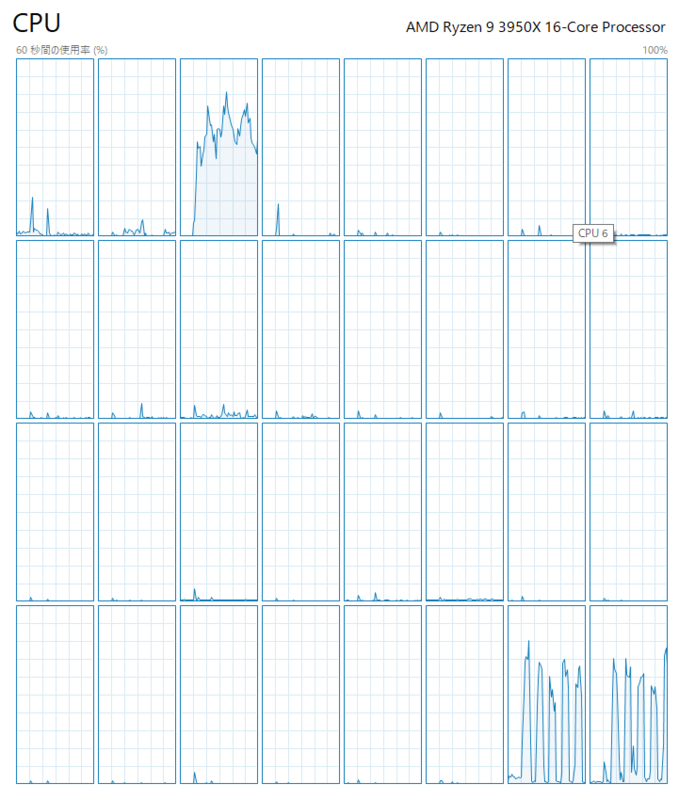 CPU
AMD Ryzen 9 3950X 16-Core Processor
60 秒間の使用率 (%)
100%
CPU 6